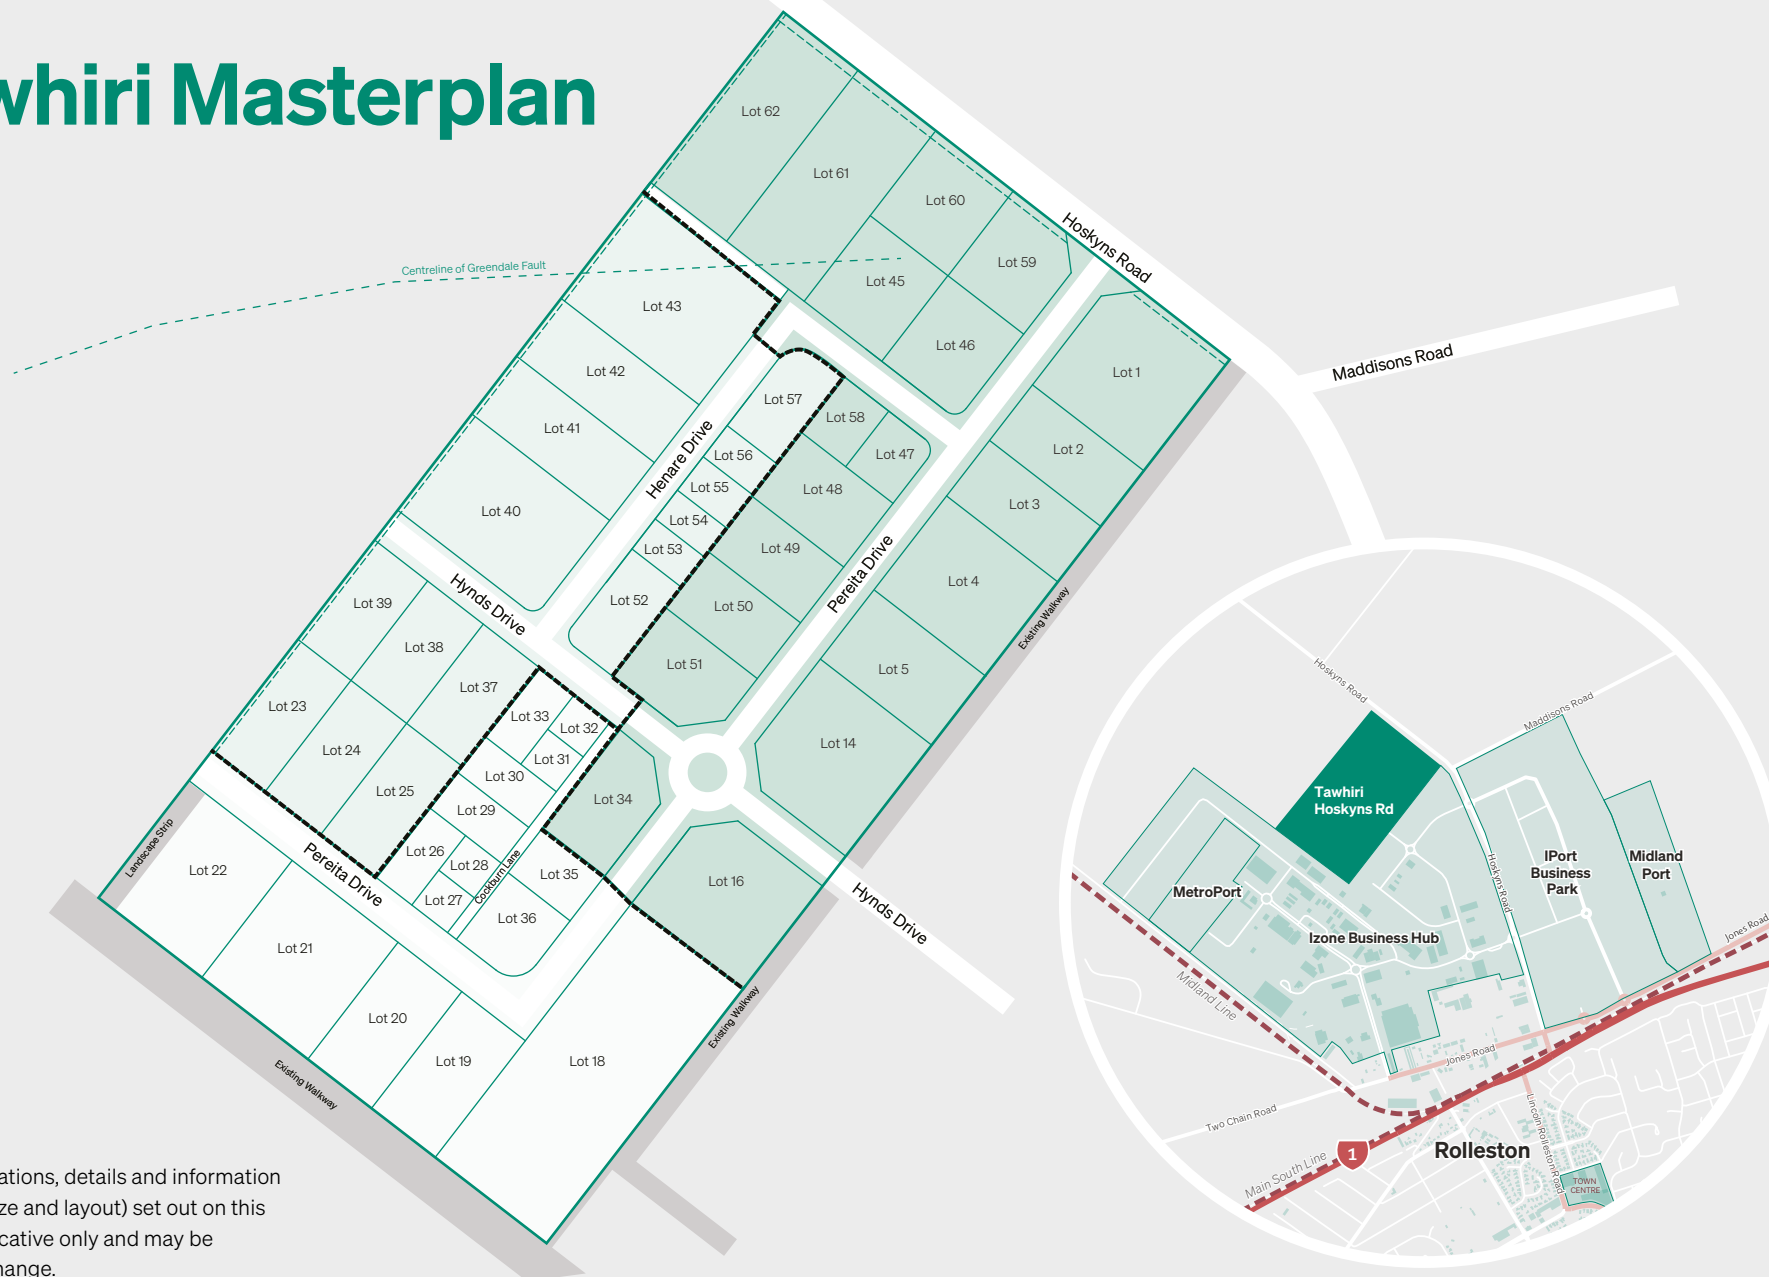 whiri Masterplan
Centreline of Greendale Fault
Lot 62
Lot 61
Lot 60
Lot 59
Lot 45
Lot 46
Hoskyns Road
Maddisons Road
Lot 43
Lot 42
Lot 41
Lot 40
Henare Drive
Lot 57
Lot 58
Lot 47
Lot 56
Lot 55
Lot 54
Lot 53
Lot 52
Lot 48
Lot 49
Lot 50
Lot 51
Pereita Drive
Lot 1
Lot 2
Lot 3
Lot 4
Lot 5
Lot 14
Existing Walkway
Hynds Drive
Lot 39
Lot 38
Lot 37
Lot 23
Lot 24
Lot 25
Lot 33
Lot 32
Lot 31
Lot 30
Lot 29
Lot 26
Lot 28
Lot 27
Cockburn Lane
Lot 34
Lot 35
Lot 36
Lot 16
Hynds Drive
Landscape Strip
Pereita Drive
Lot 22
Lot 21
Lot 20
Lot 19
Lot 18
Existing Walkway
Existing Walkway
ations, details and information
ze and layout) set out on this
cative only and may be
hange.
Hoskyns Road
Maddisons Road
Tawhiri
Hoskyns Rd
MetroPort
Izone Business Hub
Hoskyns Road
IPort
Business
Park
Midland
Port
Jones Road
Midland Line
Jones Road
Two Chain Road
Main South Line
1
Rolleston
Lincoln Rolleston Road
TOWN
CENTRE